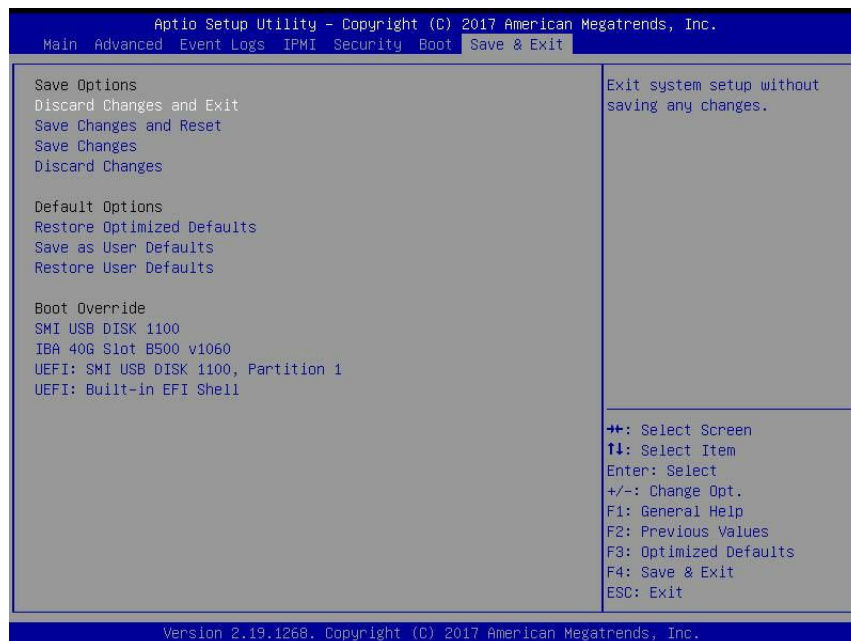 Aptio Setup Utility – Copyright (C) 2017 American Megatrends, Inc.
Main Advanced Event Logs IPMI Security Boot Save & Exit
Save Options
Discard Changes and Exit
Save Changes and Reset
Save Changes
Discard Changes
Default Options
Restore Optimized Defaults
Save as User Defaults
Restore User Defaults
Boot Override
SMI USB DISK 1100
IBA 40G Slot B500 v1060
UEFI: SMI USB DISK 1100, Partition 1
UEFI: Built-in EFI Shell
Exit system setup without
saving any changes.
→←: Select Screen
↑↓: Select Item
Enter: Select
+/-: Change Opt.
F1: General Help
F2: Previous Values
F3: Optimized Defaults
F4: Save & Exit
ESC: Exit
Version 2.19.1268. Copyright (C) 2017 American Megatrends, Inc.